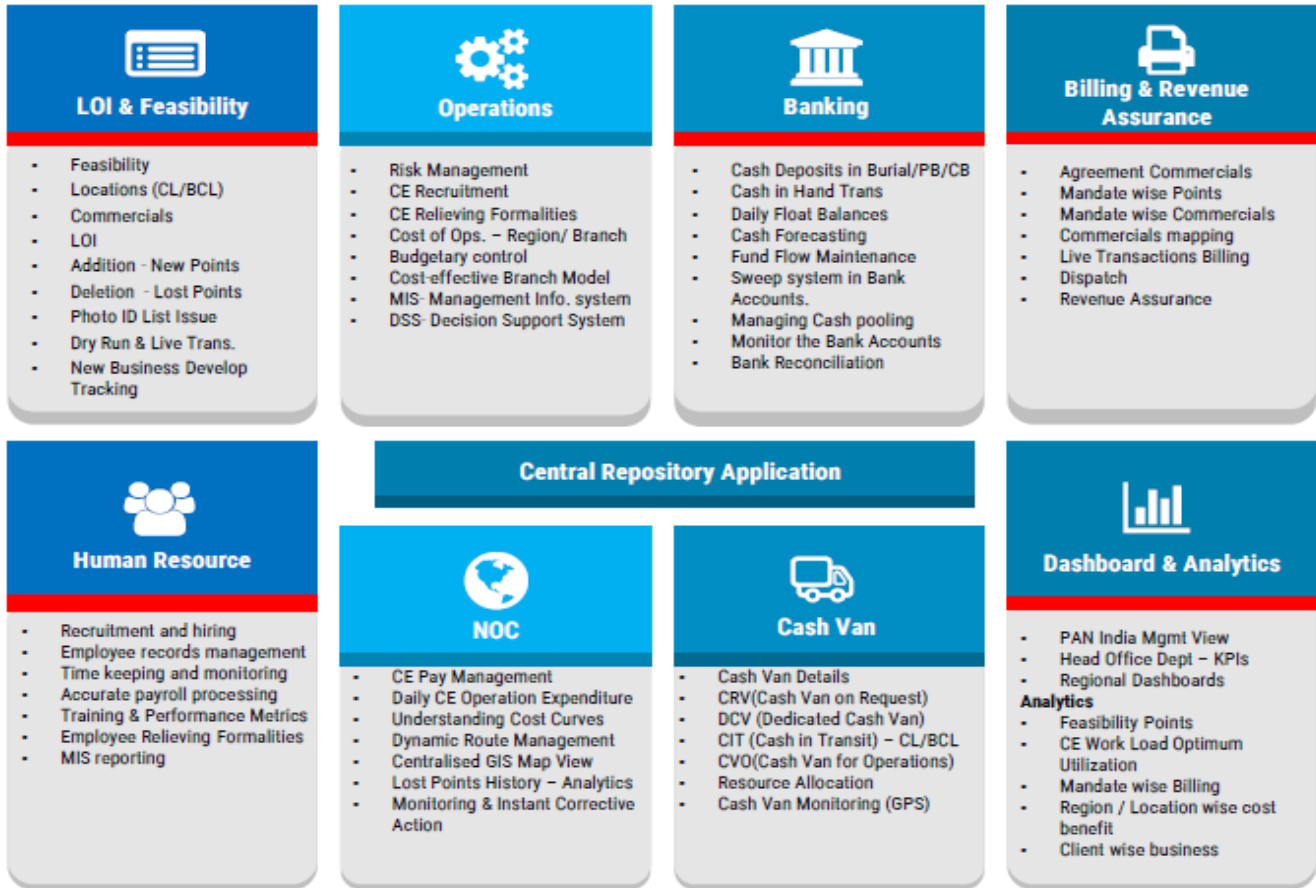 LOI & Feasibility
- Feasibility
- Locations (CL/BCL)
- Commercials
- LOI
- Addition - New Points
- Deletion - Lost Points
- Photo ID List Issue
- Dry Run & Live Trans.
- New Business Develop
Tracking
Operations
- Risk Management
- CE Recruitment
- CE Relieving Formalities
- Cost of Ops. – Region/ Branch
- Budgetary control
- Cost-effective Branch Model
- MIS- Management Info. system
- DSS- Decision Support System
Banking
- Cash Deposits in Burial/PB/CB
- Cash in Hand Trans
- Daily Float Balances
- Cash Forecasting
- Fund Flow Maintenance
- Sweep system in Bank
Accounts.
- Managing Cash pooling
- Monitor the Bank Accounts
- Bank Reconciliation
Billing & Revenue
Assurance
- Agreement Commercials
- Mandate wise Points
- Mandate wise Commercials
- Commercials mapping
- Live Transactions Billing
- Dispatch
- Revenue Assurance
Central Repository Application
Human Resource
- Recruitment and hiring
- Employee records management
- Time keeping and monitoring
- Accurate payroll processing
- Training & Performance Metrics
- Employee Relieving Formalities
- MIS reporting
NOC
- CE Pay Management
- Daily CE Operation Expenditure
- Understanding Cost Curves
- Dynamic Route Management
- Centralised GIS Map View
- Lost Points History – Analytics
- Monitoring & Instant Corrective
Action
Cash Van
- Cash Van Details
- CRV(Cash Van on Request)
- DCV (Dedicated Cash Van)
- CIT (Cash in Transit) – CL/BCL
- CVO(Cash Van for Operations)
- Resource Allocation
- Cash Van Monitoring (GPS)
Dashboard & Analytics
- PAN India Mgmt View
- Head Office Dept – KPIs
- Regional Dashboards
Analytics
- Feasibility Points
- CE Work Load Optimum
Utilization
- Mandate wise Billing
- Region / Location wise cost
benefit
- Client wise business